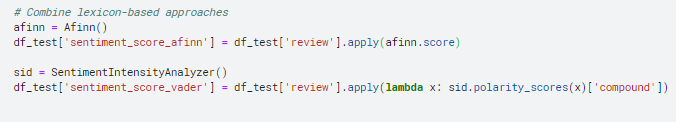 # Combine lexicon-based approaches
afinn = Afinn()
df_test['sentiment_score_afinn'] = df_test['review'].apply(afinn.score)
sid = SentimentIntensityAnalyzer()
df_test['sentiment_score_vader'] = df_test['review'].apply(lambda x: sid.polarity_scores(x)['compound'])